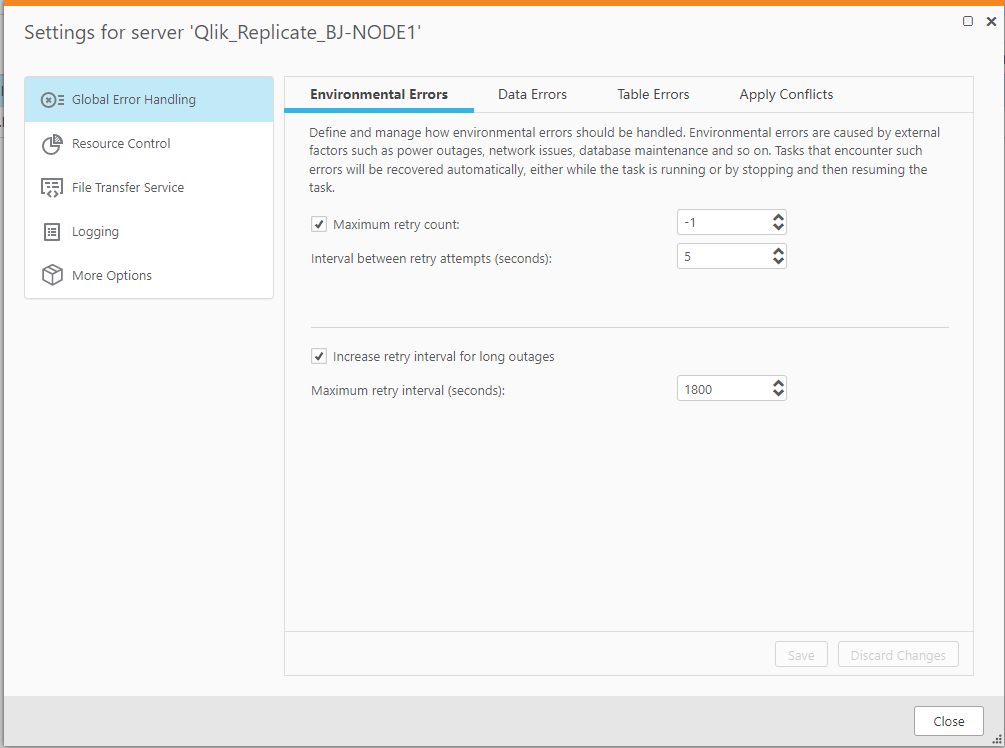 Settings for server 'Qlik_Replicate_BJ-NODE1'
Global Error Handling
Resource Control
File Transfer Service
Logging
More Options
Environmental Errors Data Errors Table Errors Apply Conflicts
Define and manage how environmental errors should be handled. Environmental errors are caused by external
factors such as power outages, network issues, database maintenance and so on. Tasks that encounter such
errors will be recovered automatically, either while the task is running or by stopping and then resuming the
task.
Maximum retry count: -1
Interval between retry attempts (seconds): 5
Increase retry interval for long outages
Maximum retry interval (seconds): 1800
Save Discard Changes
Close